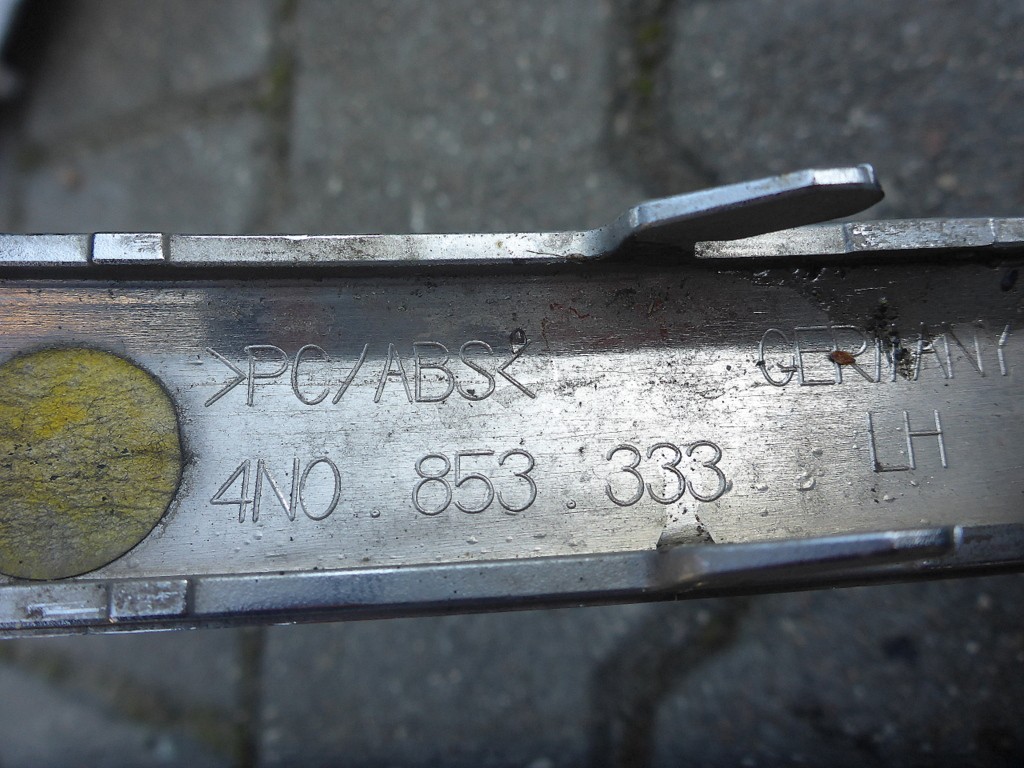 >PC/ABS< GERMANY
4N0.853.333 LH